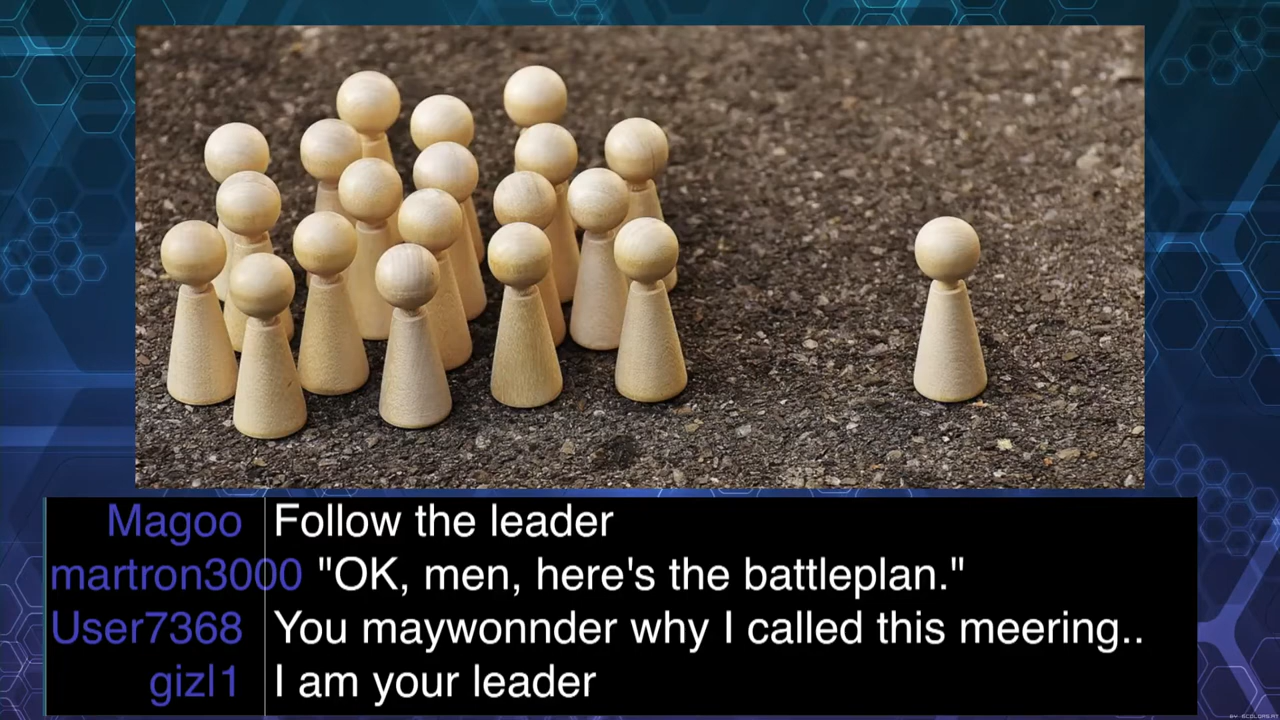 Magoo Follow the leader
martron3000 "OK, men, here's the battleplan."
User7368 You maywonnder why I called this meering..
gizl1 I am your leader